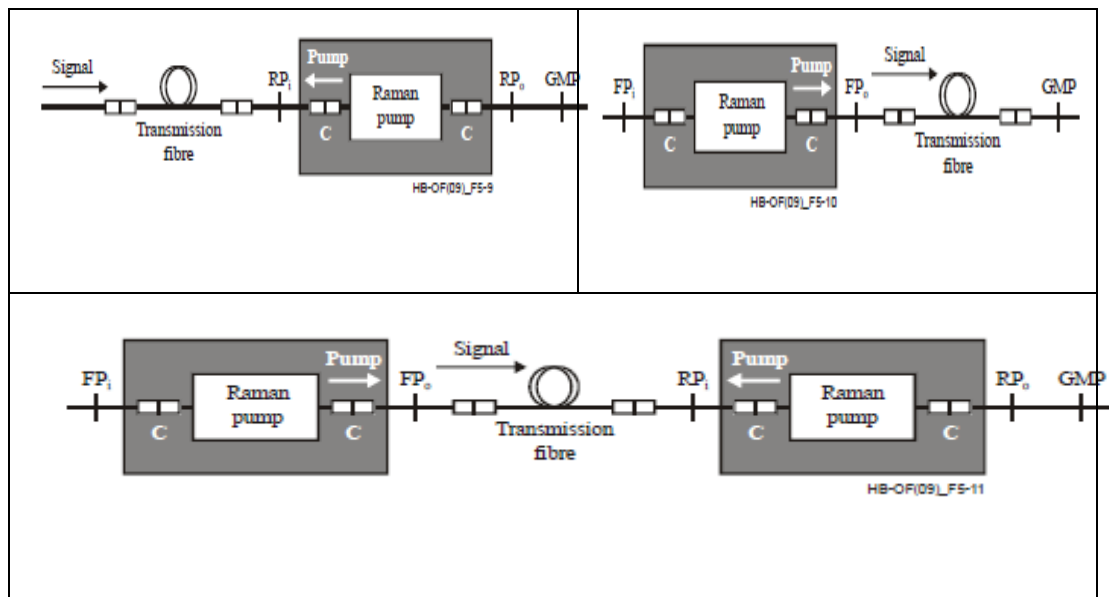 Signal
Transmission
fibre
RPi
Pump
Raman
pump
C
C
RPo
GMP
HB-OF(09)_F5-9
FPi
Raman
pump
Pump
C
C
FPo
Signal
Transmission
fibre
GMP
HB-OF(09)_F5-10
FPi
Raman
pump
Pump
C
C
FPo
Signal
Transmission
fibre
RPi
Pump
Raman
pump
C
C
RPo
GMP
HB-OF(09)_F5-11